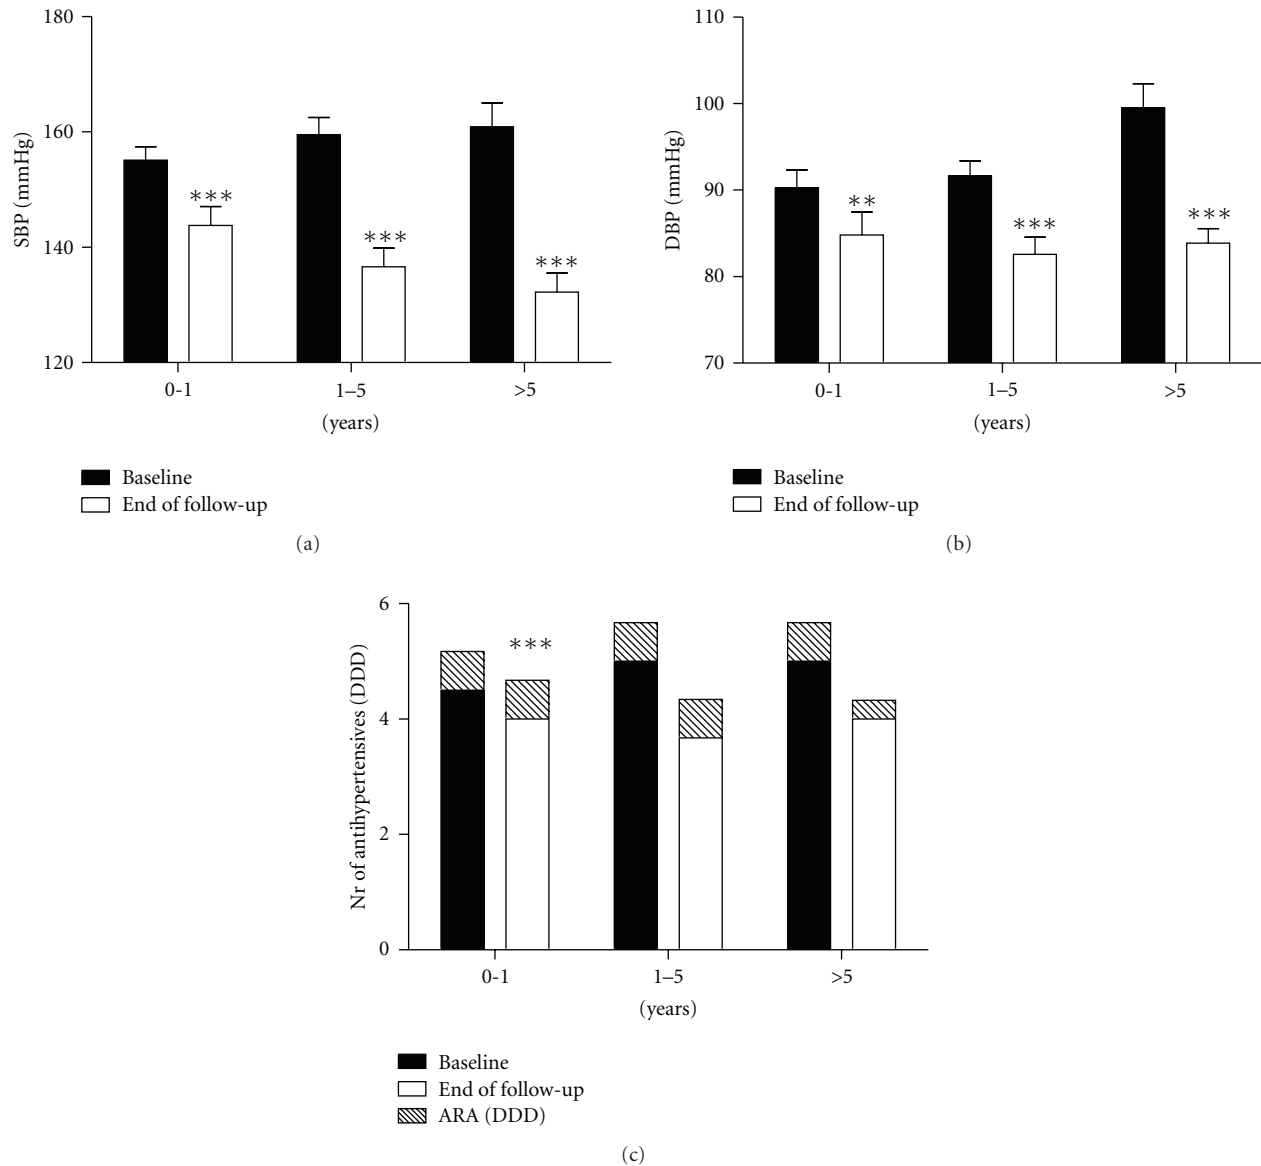 180
160
140
120
SBP (mmHg)
***
***
***
0-1
1–5
>5
(years)
Baseline
End of follow-up
(a)
110
100
90
80
70
DBP (mmHg)
**
***
***
0-1
1–5
>5
(years)
Baseline
End of follow-up
(b)
6
4
2
0
Nr of antihypertensives (DDD)
***
0-1
1–5
>5
(years)
Baseline
End of follow-up
ARA (DDD)
(c)